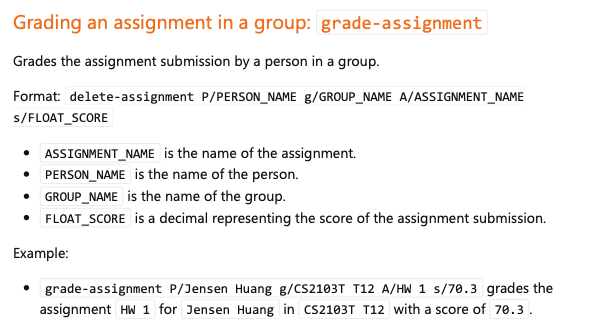 Grading an assignment in a group: grade-assignment
Grades the assignment submission by a person in a group.
Format: delete-assignment P/PERSON_NAME g/GROUP_NAME A/ASSIGNMENT_NAME
s/FLOAT_SCORE
• ASSIGNMENT_NAME is the name of the assignment.
• PERSON_NAME is the name of the person.
• GROUP_NAME is the name of the group.
• FLOAT_SCORE is a decimal representing the score of the assignment submission.
Example:
• grade-assignment P/Jensen Huang g/CS2103T T12 A/HW 1 s/70.3 grades the
assignment HW 1 for Jensen Huang in CS2103T T12 with a score of 70.3.